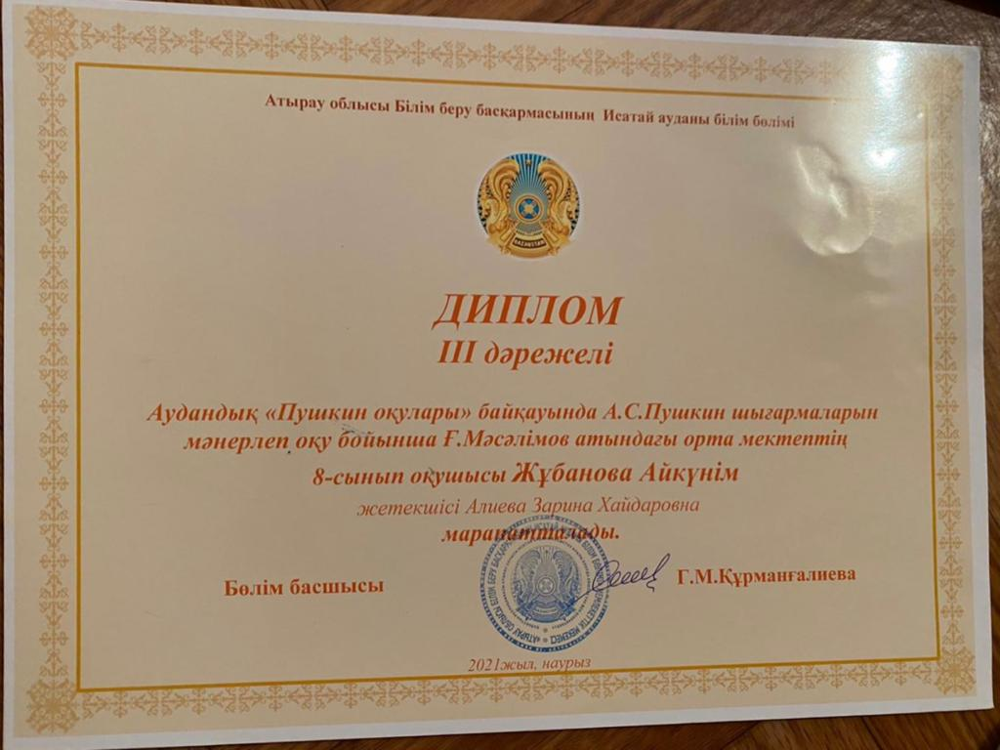 Атырау облысы Білім беру басқармасының Исатай ауданы білім бөлімі
ҚАЗАҚСТАН
ДИПЛОМ
III дәрежелі
Аудандық «Пушкин оқулары» байқауында А.С.Пушкин шығармаларын
мәнерлеп оқу бойынша Ғ.Мәсәлімов атындағы орта мектептің
8-сынып оқушысы Жұбанова Айкүнім
жетекшісі Алиева Зарина Хайдаровна
марапатталады.
Бөлім басшысы
Г.М.Құрманғалиева
2021жыл, наурыз